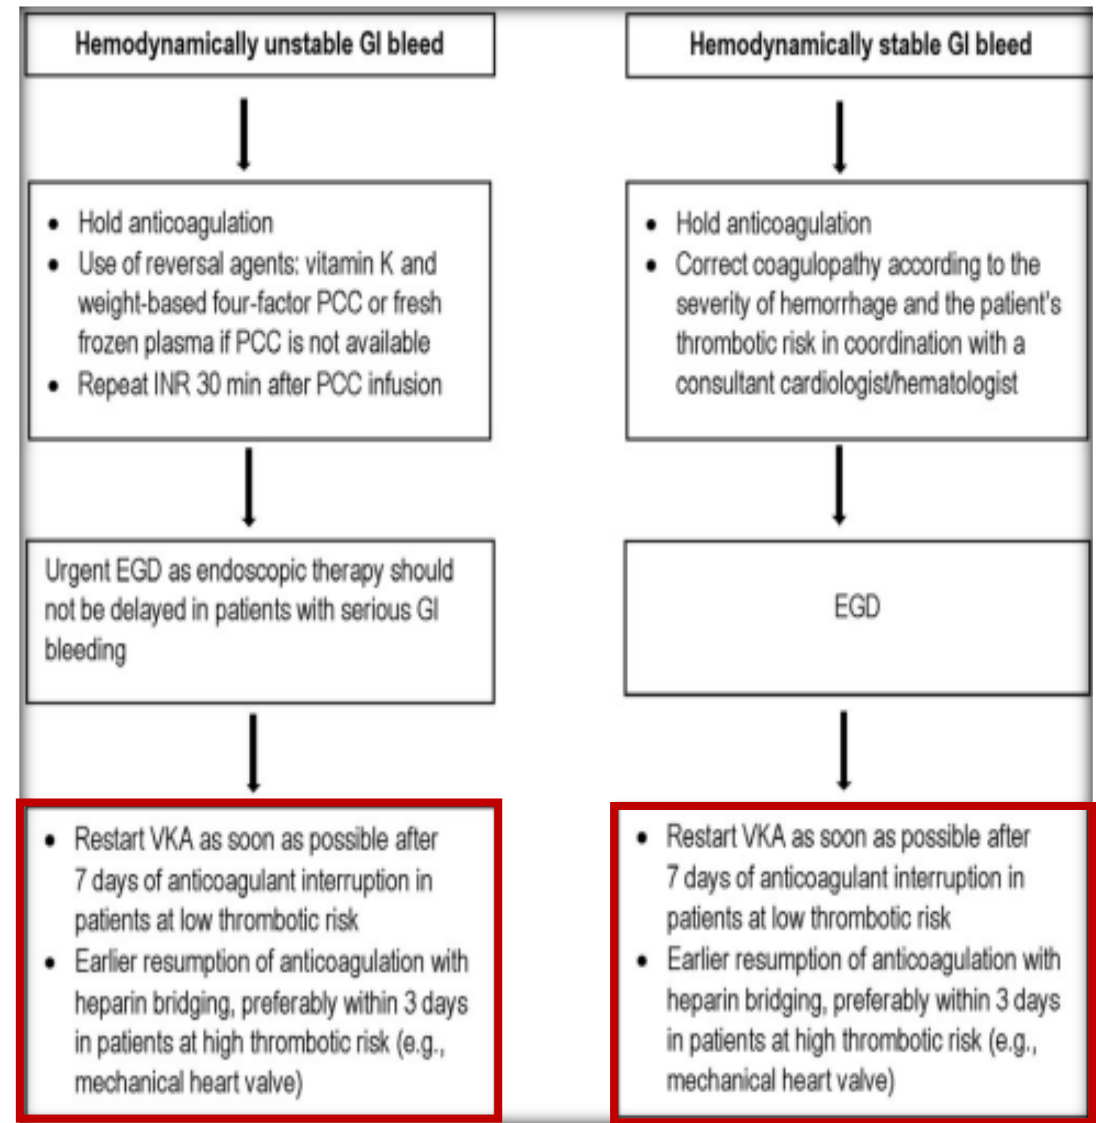 Hemodynamically unstable GI bleed
• Hold anticoagulation
• Use of reversal agents: vitamin K and
weight-based four-factor PCC or fresh
frozen plasma if PCC is not available
• Repeat INR 30 min after PCC infusion
Urgent EGD as endoscopic therapy should
not be delayed in patients with serious GI
bleeding
• Restart VKA as soon as possible after
7 days of anticoagulant interruption in
patients at low thrombotic risk
• Earlier resumption of anticoagulation with
heparin bridging, preferably within 3 days
in patients at high thrombotic risk (e.g.,
mechanical heart valve)
Hemodynamically stable GI bleed
• Hold anticoagulation
• Correct coagulopathy according to the
severity of hemorrhage and the patient's
thrombotic risk in coordination with a
consultant cardiologist/hematologist
EGD
• Restart VKA as soon as possible after
7 days of anticoagulant interruption in
patients at low thrombotic risk
• Earlier resumption of anticoagulation with
heparin bridging, preferably within 3 days
in patients at high thrombotic risk (e.g.,
mechanical heart valve)